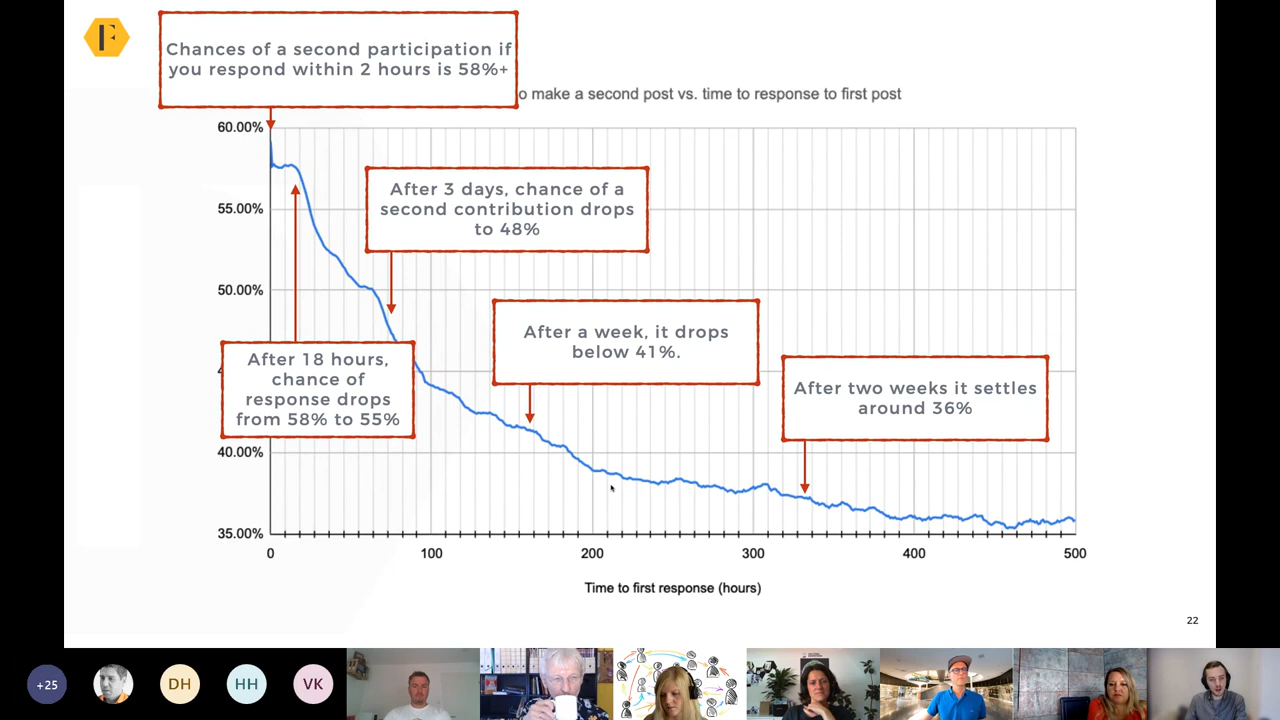 F
Chances of a second participation if
you respond within 2 hours is 58%+
o make a second post vs. time to response to first post
60.00%
After 3 days, chance of a
second contribution drops
to 48%
55.00%
50.00%
After a week, it drops
below 41%.
After 18 hours,
chance of
response drops
from 58% to 55%
After two weeks it settles
around 36%
40.00%
35.00%
0 100 200 300 400 500
Time to first response (hours)
22
+25 DH HH VK